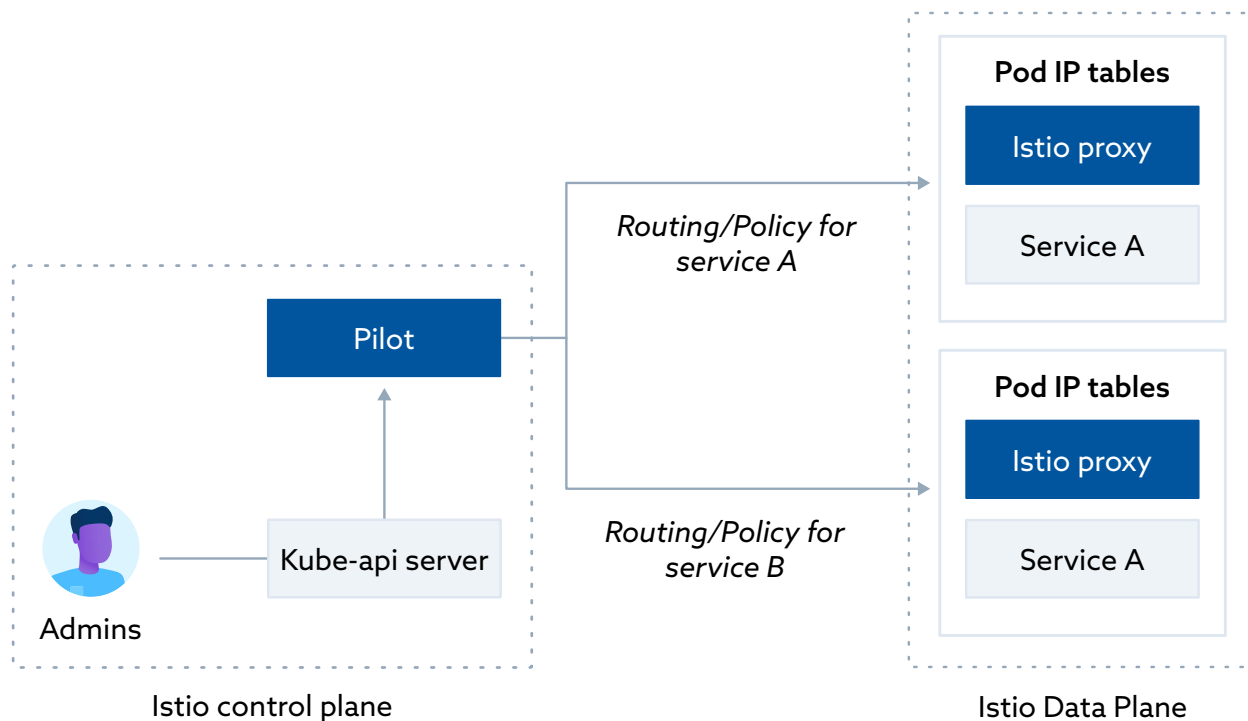 Pod IP tables
Istio proxy
Service A
Routing/Policy for
service A
Pilot
Pod IP tables
Istio proxy
Service A
Routing/Policy for
service B
Kube-api server
Admins
Istio control plane
Istio Data Plane